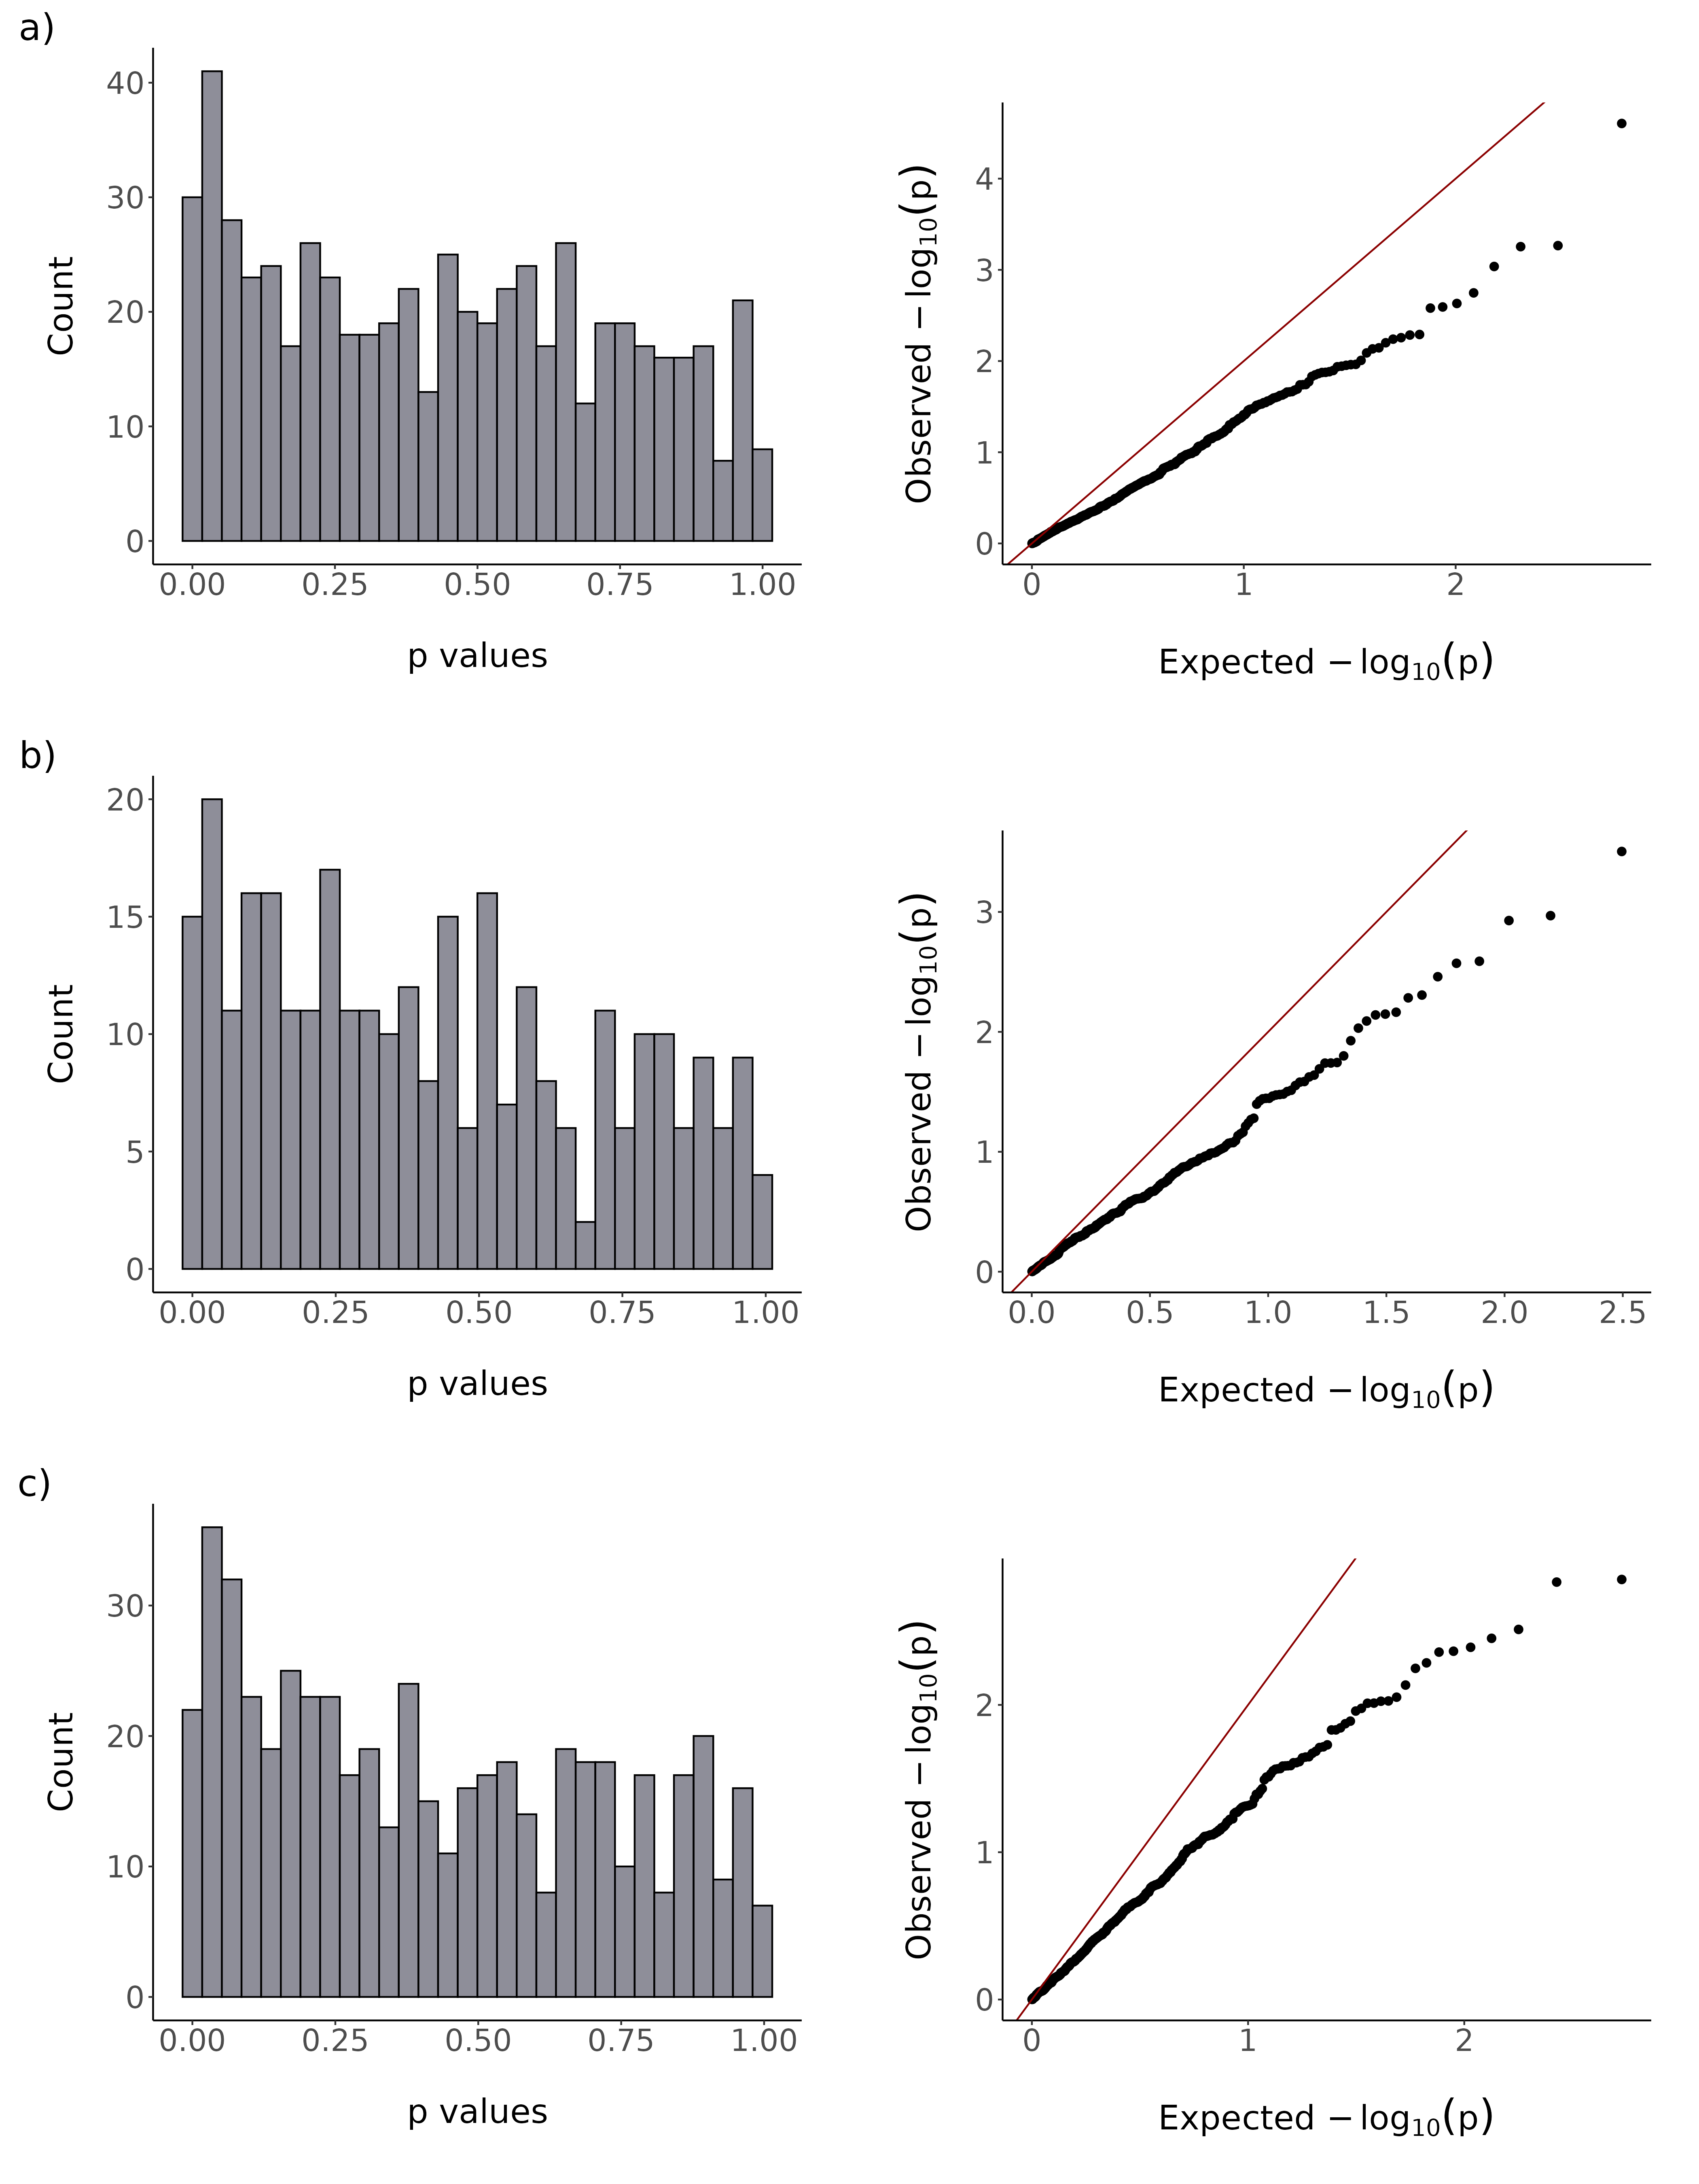 a)
40
30
20
10
0
Count
0.00 0.25 0.50 0.75 1.00
p values
4
3
2
1
0
Observed −log₁₀(p)
0 1 2
Expected −log₁₀(p)
b)
20
15
10
5
0
Count
0.00 0.25 0.50 0.75 1.00
p values
3
2
1
0
Observed −log₁₀(p)
0.0 0.5 1.0 1.5 2.0 2.5
Expected −log₁₀(p)
c)
30
20
10
0
Count
0.00 0.25 0.50 0.75 1.00
p values
2
1
0
Observed −log₁₀(p)
0 1 2
Expected −log₁₀(p)